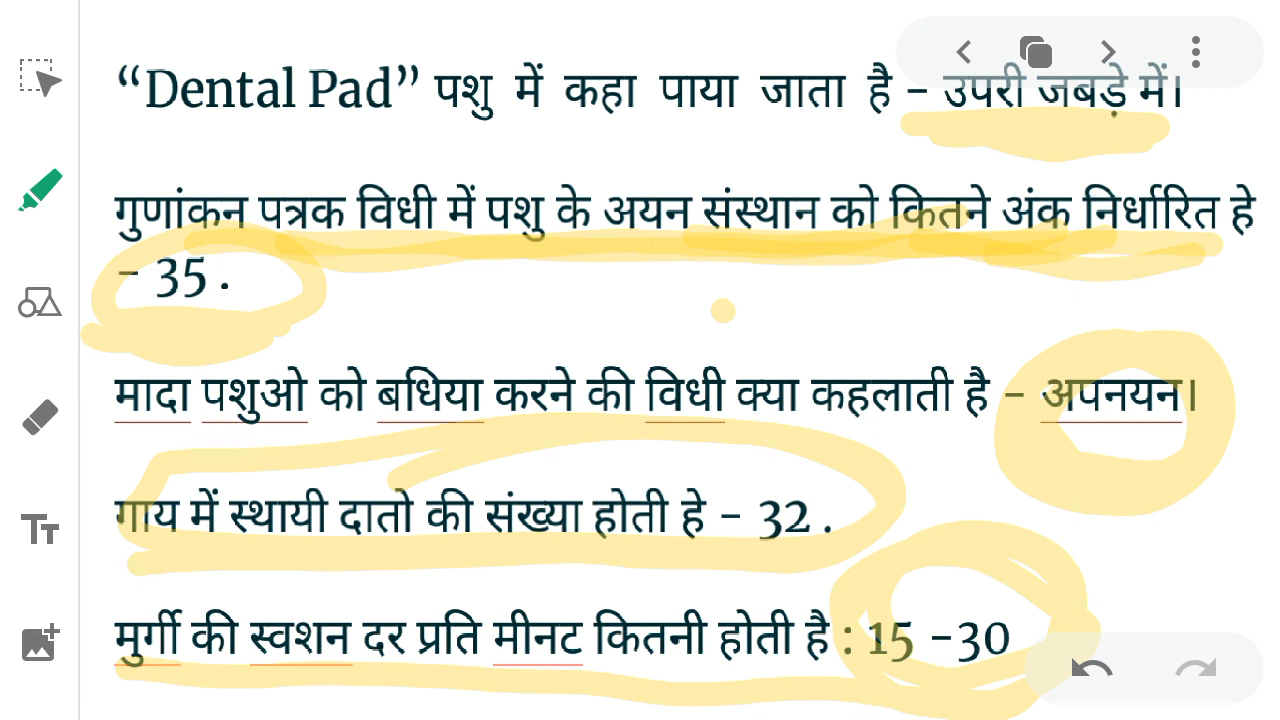 “Dental Pad” पशु में कहा पाया जाता है - उपरी जबड़े में।
गुणांकन पत्रक विधी में पशु के अयन संस्थान को कितने अंक निर्धारित हे
- 35 .
मादा पशुओ को बधिया करने की विधी क्या कहलाती है - अपनयन।
गाय में स्थायी दातो की संख्या होती हे - 32 .
मुर्गी की स्वशन दर प्रति मीनट कितनी होती है : 15 -30